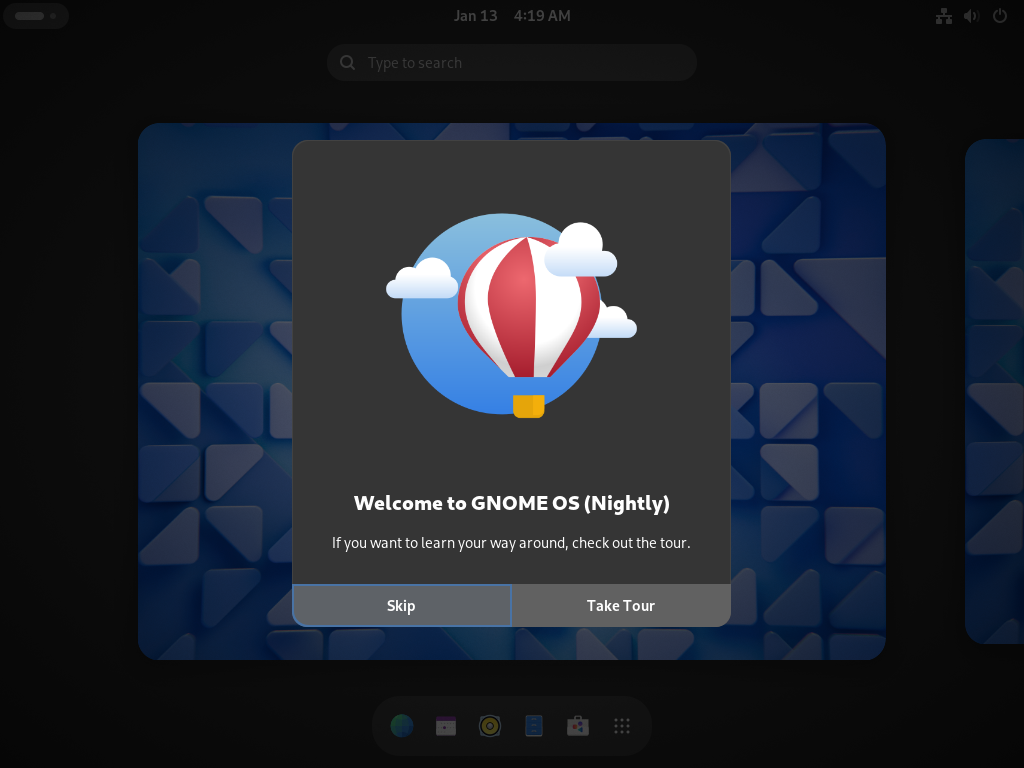 Jan 13 4:19 AM
Type to search
Welcome to GNOME OS (Nightly)
If you want to learn your way around, check out the tour.
Skip
Take Tour